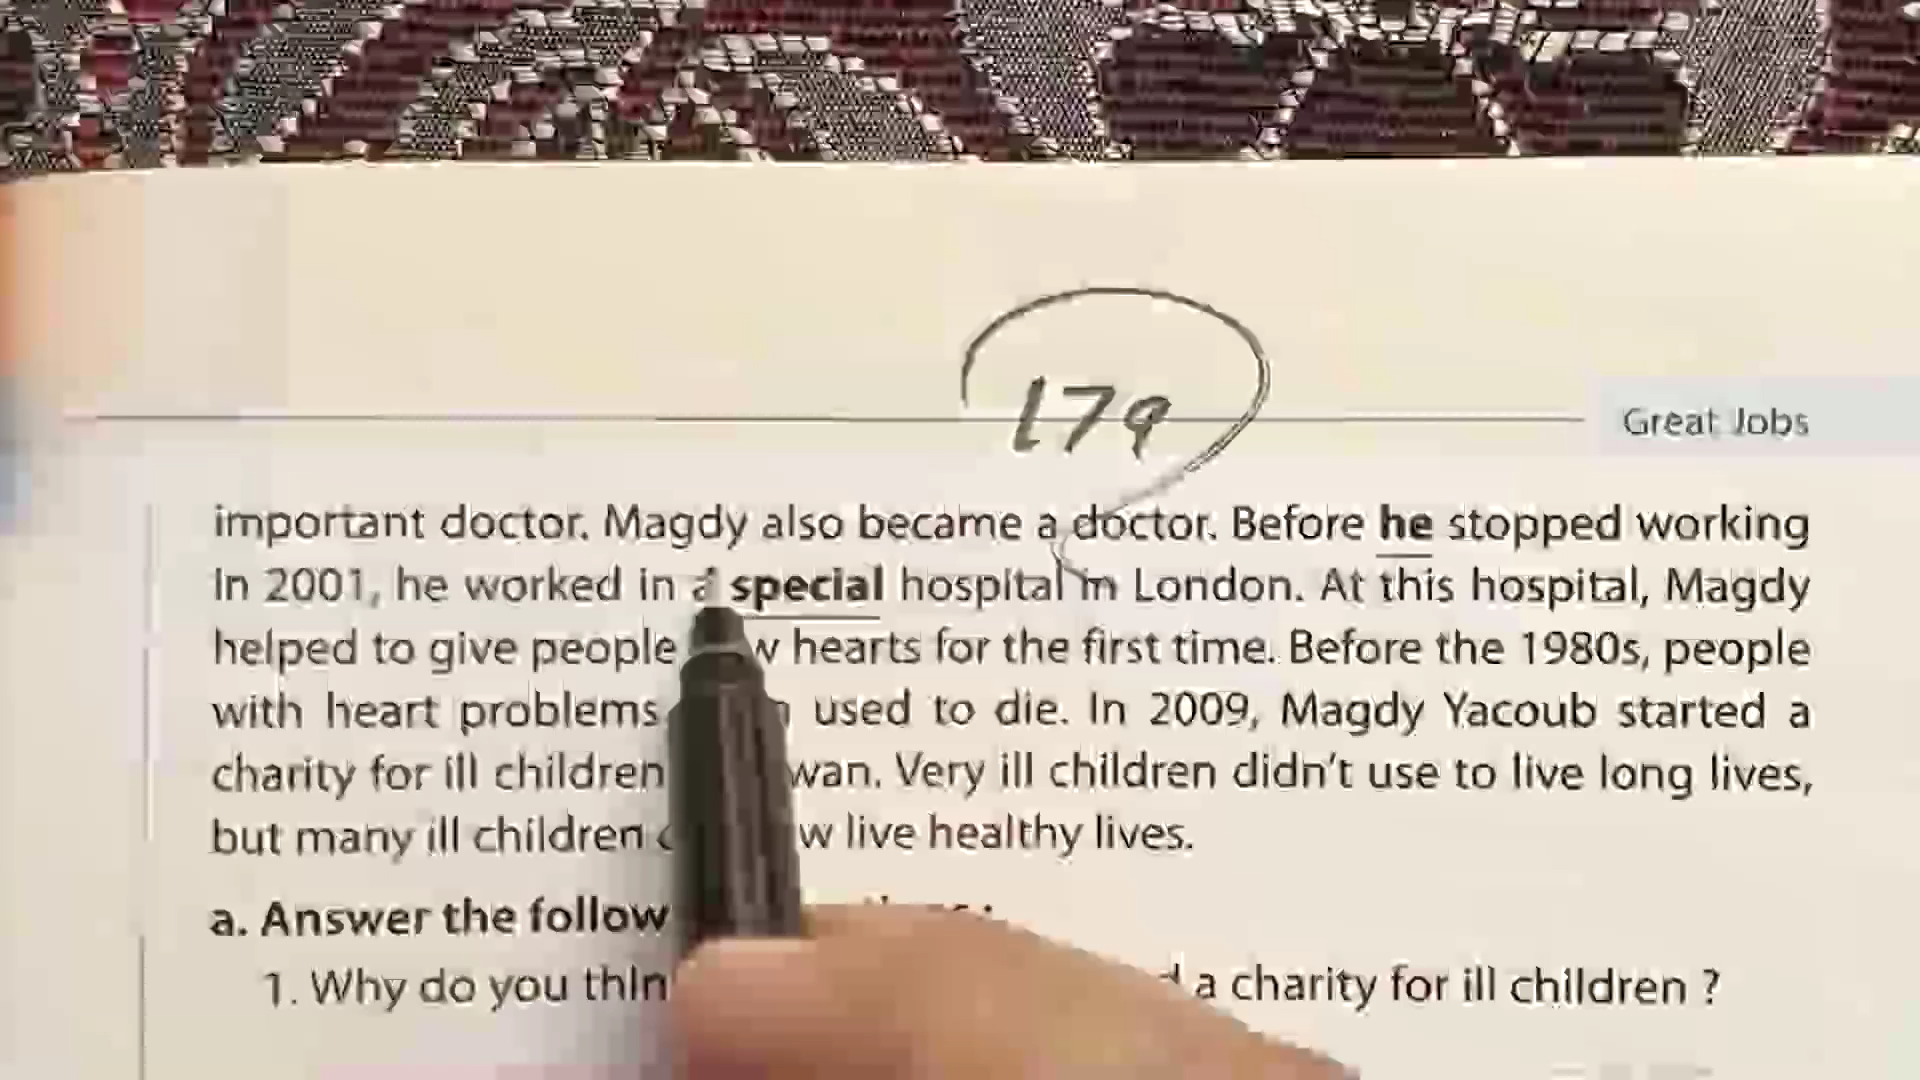 179
Great Jobs
important doctor. Magdy also became a doctor. Before he stopped working
in 2001, he worked in a special hospital in London. At this hospital, Magdy
helped to give people hearts for the first time. Before the 1980s, people
with heart problems used to die. In 2009, Magdy Yacoub started a
charity for ill children wan. Very ill children didn't use to live long lives,
but many ill children live healthy lives.
a. Answer the follow
1. Why do you thin a charity for ill children ?